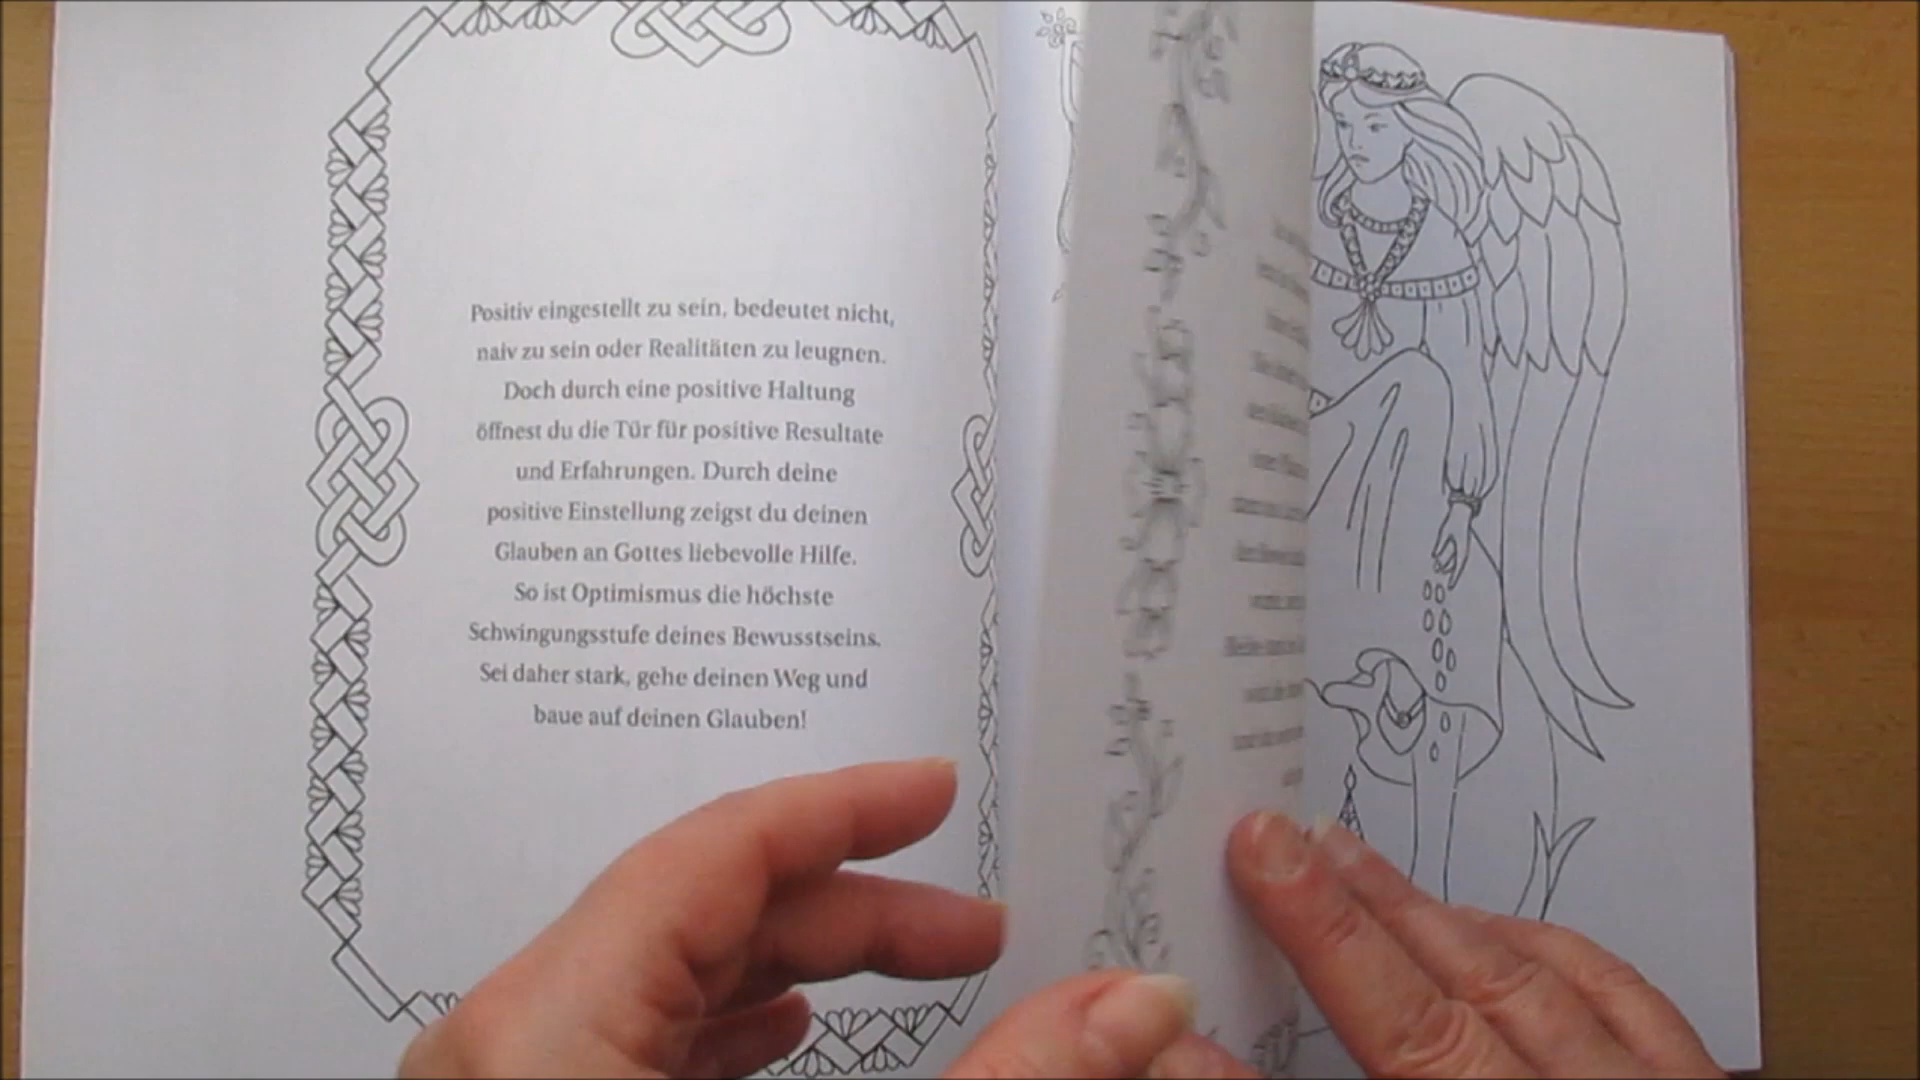 Positiv eingestellt zu sein, bedeutet nicht,
naiv zu sein oder Realitäten zu leugnen.
Doch durch eine positive Haltung
öffnest du die Tür für positive Resultate
und Erfahrungen. Durch deine
positive Einstellung zeigst du deinen
Glauben an Gottes liebevolle Hilfe.
So ist Optimismus die höchste
Schwingungsstufe deines Bewusstseins.
Sei daher stark, gehe deinen Weg und
baue auf deinen Glauben!